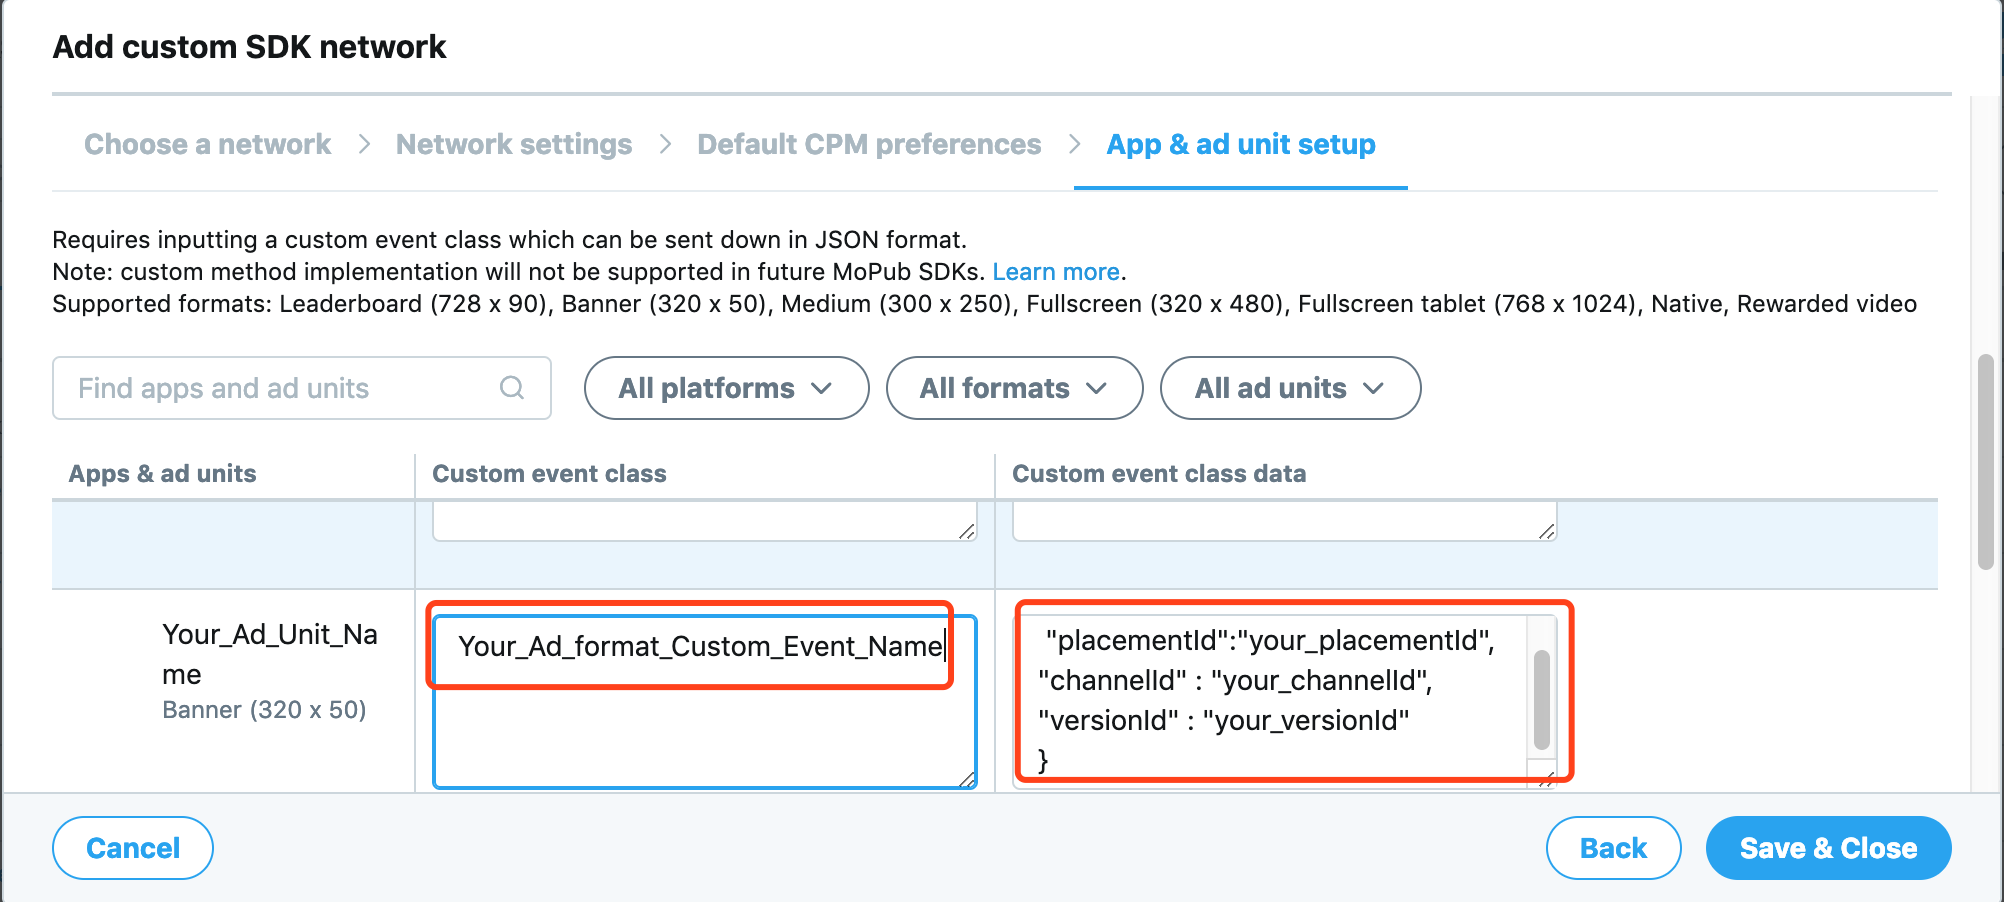 Add custom SDK network
Choose a network > Network settings > Default CPM preferences > App & ad unit setup
Requires inputting a custom event class which can be sent down in JSON format.
Note: custom method implementation will not be supported in future MoPub SDKs. Learn more.
Supported formats: Leaderboard (728 x 90), Banner (320 x 50), Medium (300 x 250), Fullscreen (320 x 480), Fullscreen tablet (768 x 1024), Native, Rewarded video
Find apps and ad units
All platforms
All formats
All ad units
Apps & ad units
Custom event class
Custom event class data
Your_Ad_Unit_Na
me
Banner (320 x 50)
Your_Ad_format_Custom_Event_Name
"placementId":"your_placementId",
"channelId" : "your_channelId",
"versionId" : "your_versionId"
}
Cancel
Back
Save & Close